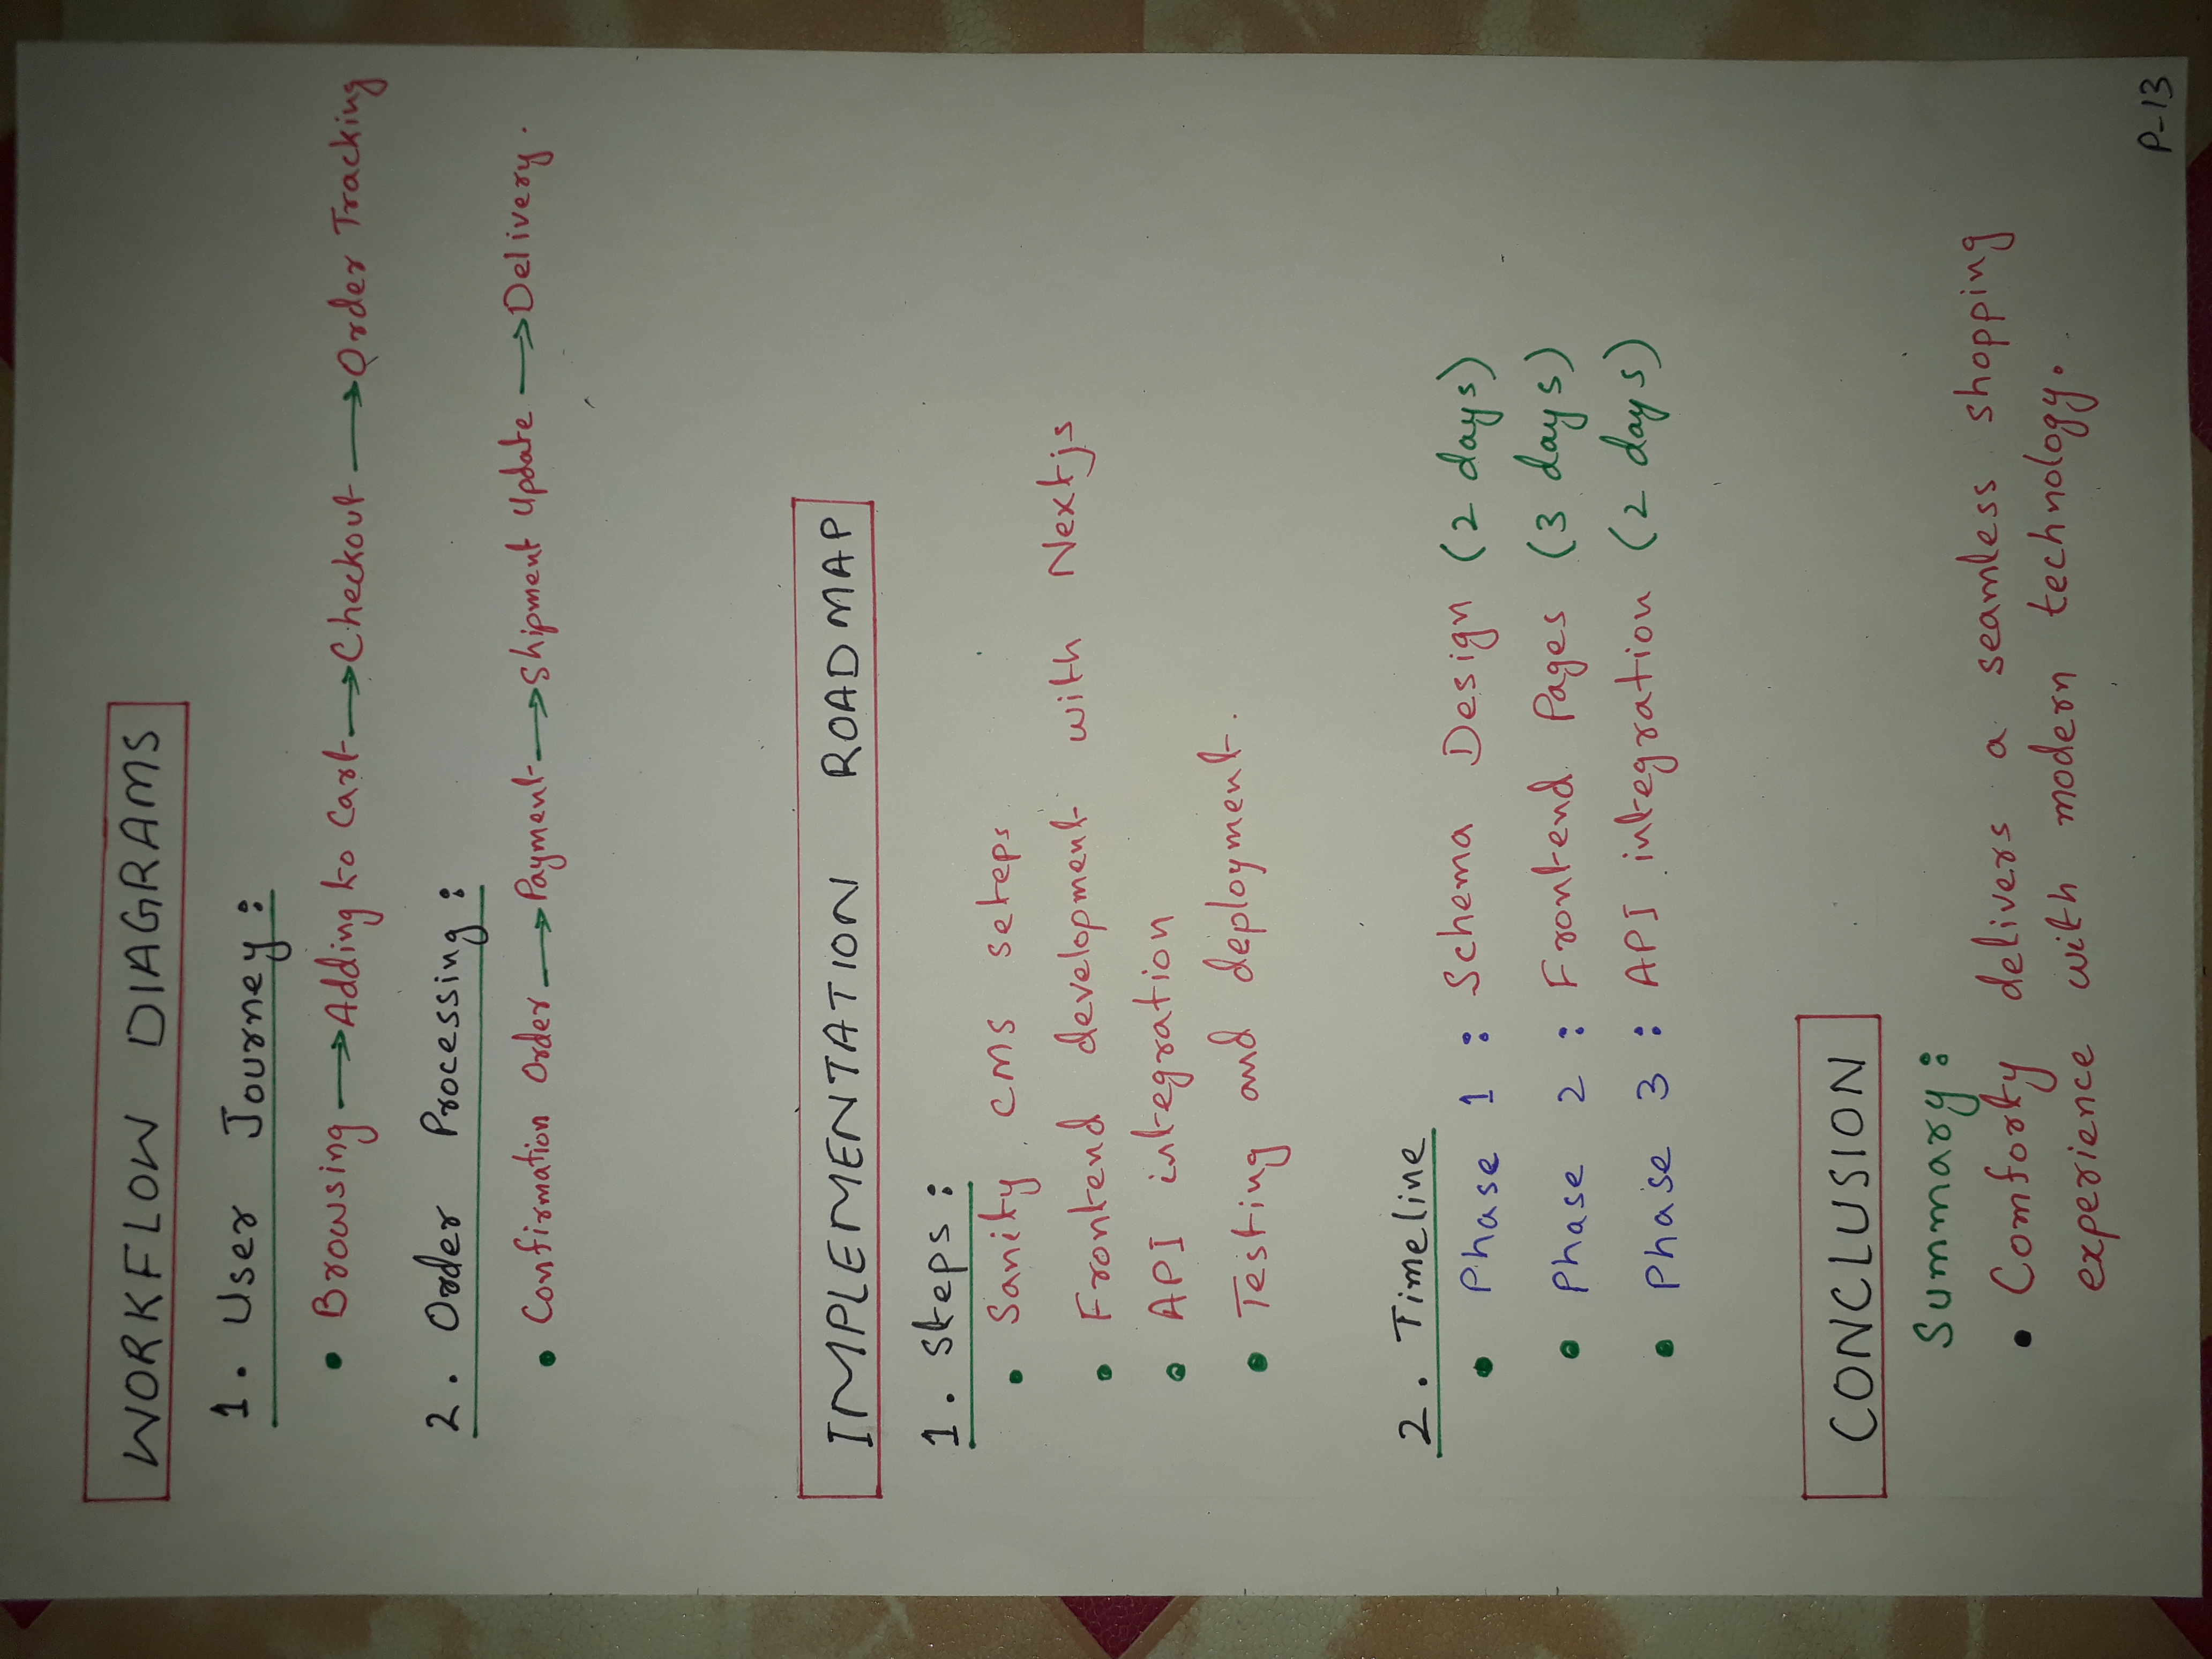 WORKFLOW DIAGRAMS
1. User Journey:
• Browsing → Adding to Cart → Checkout → Order Tracking
2. Order Processing:
• Confirmation Order → Payment → Shipment Update → Delivery.
IMPLEMENTATION ROADMAP
1. Steps:
• Sanity CMS seteps
• Frontend development with Nextjs
• API integration
• Testing and deployment.
2. Timeline
• Phase 1 : Schema Design (2 days)
• Phase 2 : Frontend Pages (3 days)
• Phase 3 : API integration (2 days)
CONCLUSION
Summary:
• Comforty delivers a seamless shopping
experience with modern technology.
P-13